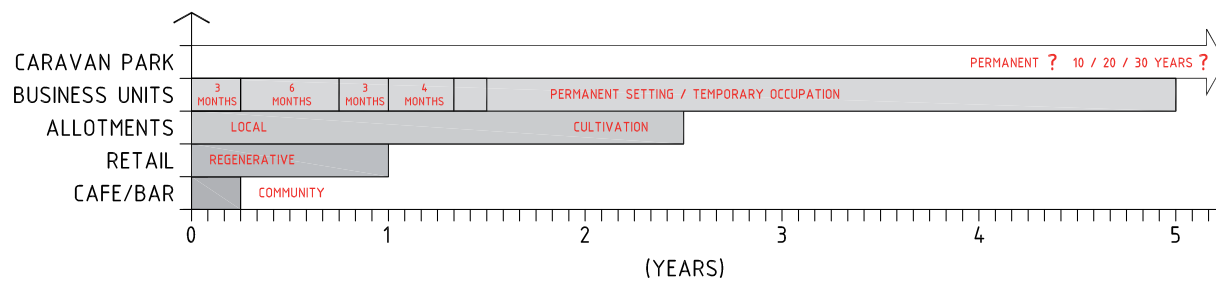 CARAVAN PARK PERMANENT ? 10 / 20 / 30 YEARS ?
BUSINESS UNITS 3 MONTHS 6 MONTHS 3 MONTHS 4 MONTHS PERMANENT SETTING / TEMPORARY OCCUPATION
ALLOTMENTS LOCAL CULTIVATION
RETAIL REGENERATIVE
CAFE/BAR COMMUNITY
0 1 2 3 4 5
(YEARS)